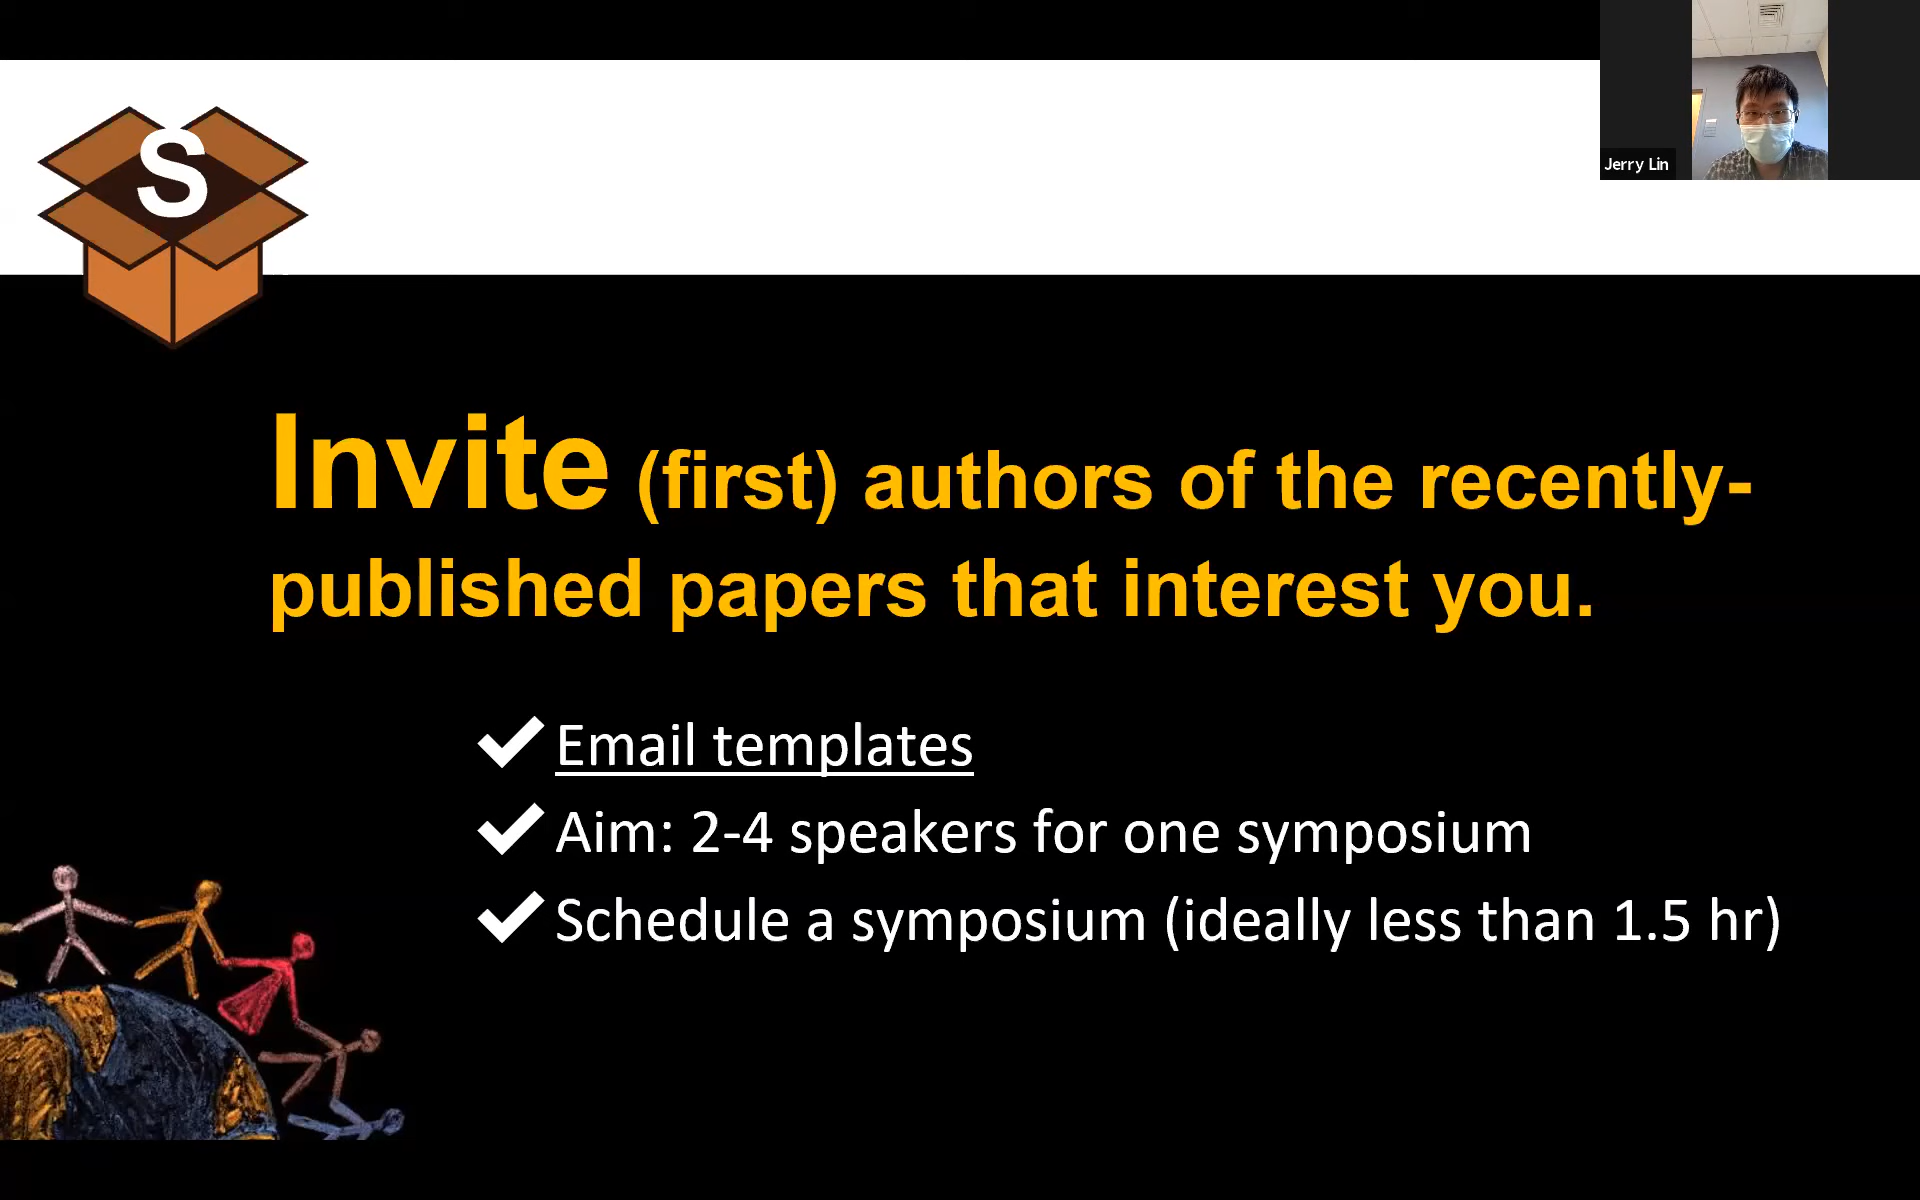 Jerry Lin
S
Invite (first) authors of the recently-
published papers that interest you.
Email templates
Aim: 2-4 speakers for one symposium
Schedule a symposium (ideally less than 1.5 hr)